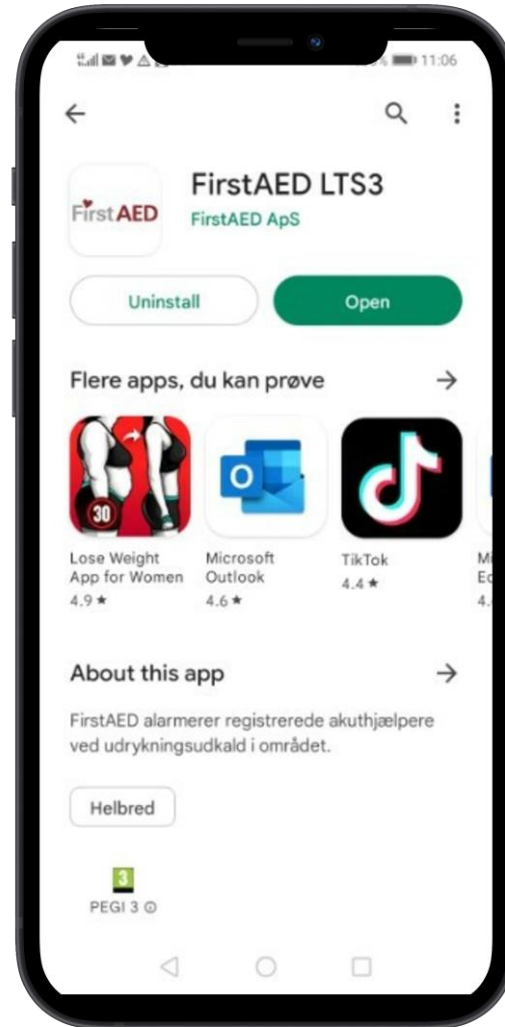 11:06
First AED
FirstAED LTS3
FirstAED ApS
Uninstall
Open
Flere apps, du kan prøve
30
Lose Weight
App for Women
4.9 ★
Microsoft
Outlook
4.6 ★
TikTok
4.4 ★
About this app
FirstAED alarmerer registrerede akuthjælpere
ved udrykningsudkald i området.
Helbred
3
PEGI 3